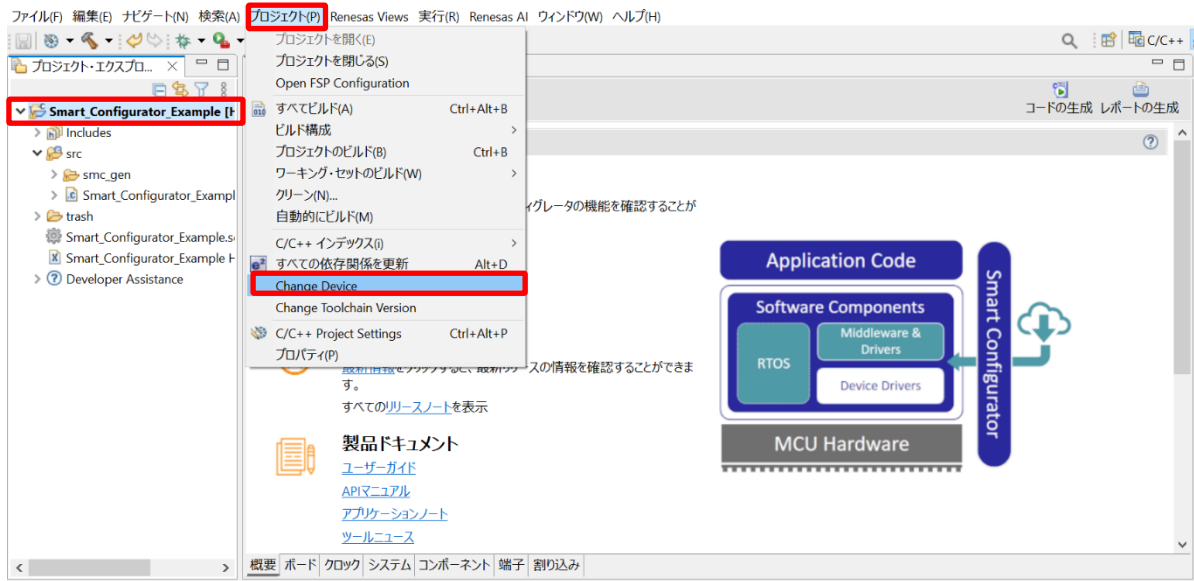 ファイル(F) 編集(E) ナビゲート(N) 検索(A) プロジェクト(P) Renesas Views 実行(R) Renesas AI ウィンドウ(W) ヘルプ(H)
C/C++
プロジェクト・エクスプロ...
Smart_Configurator_Example [H
Includes
src
smc_gen
Smart_Configurator_Exampl
trash
Smart_Configurator_Example.s
Smart_Configurator_Example H
Developer Assistance
プロジェクトを開く(E)
プロジェクトを閉じる(S)
Open FSP Configuration
すべてビルド(A) Ctrl+Alt+B
ビルド構成
プロジェクトのビルド(B) Ctrl+B
ワーキング・セットのビルド(W)
クリーン(N)...
自動的にビルド(M)
C/C++ インデックス(i)
すべての依存関係を更新 Alt+D
Change Device
Change Toolchain Version
C/C++ Project Settings Ctrl+Alt+P
プロパティ(P)
コードの生成 レポートの生成
ィグレータの機能を確認することが
最新情報をクリックすると、最新リリースの情報を確認することができま
す。
すべてのリリースノートを表示
製品ドキュメント
ユーザーガイド
APIマニュアル
アプリケーションノート
ツールニュース
Application Code
Software Components
RTOS
Middleware &
Drivers
Device Drivers
MCU Hardware
Smart Configurator
概要 ボード クロック システム コンポーネント 端子 割り込み